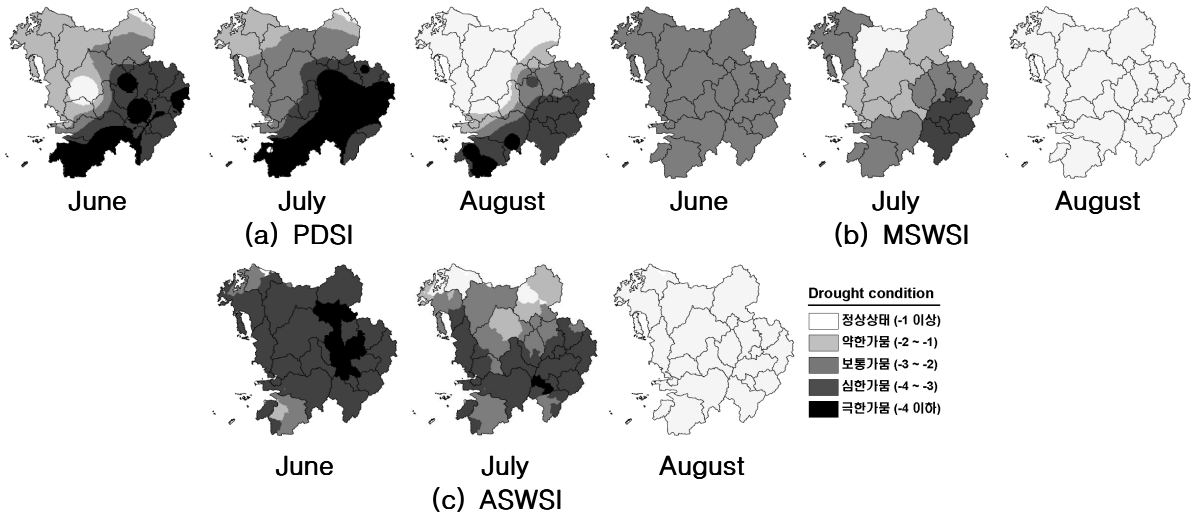 June July August June July August
(a) PDSI (b) MSWSI
Drought condition
정상상태 (-1 이상)
약한가뭄 (-2 ~ -1)
보통가뭄 (-3 ~ -2)
심한가뭄 (-4 ~ -3)
극한가뭄 (-4 이하)
June July August
(c) ASWSI